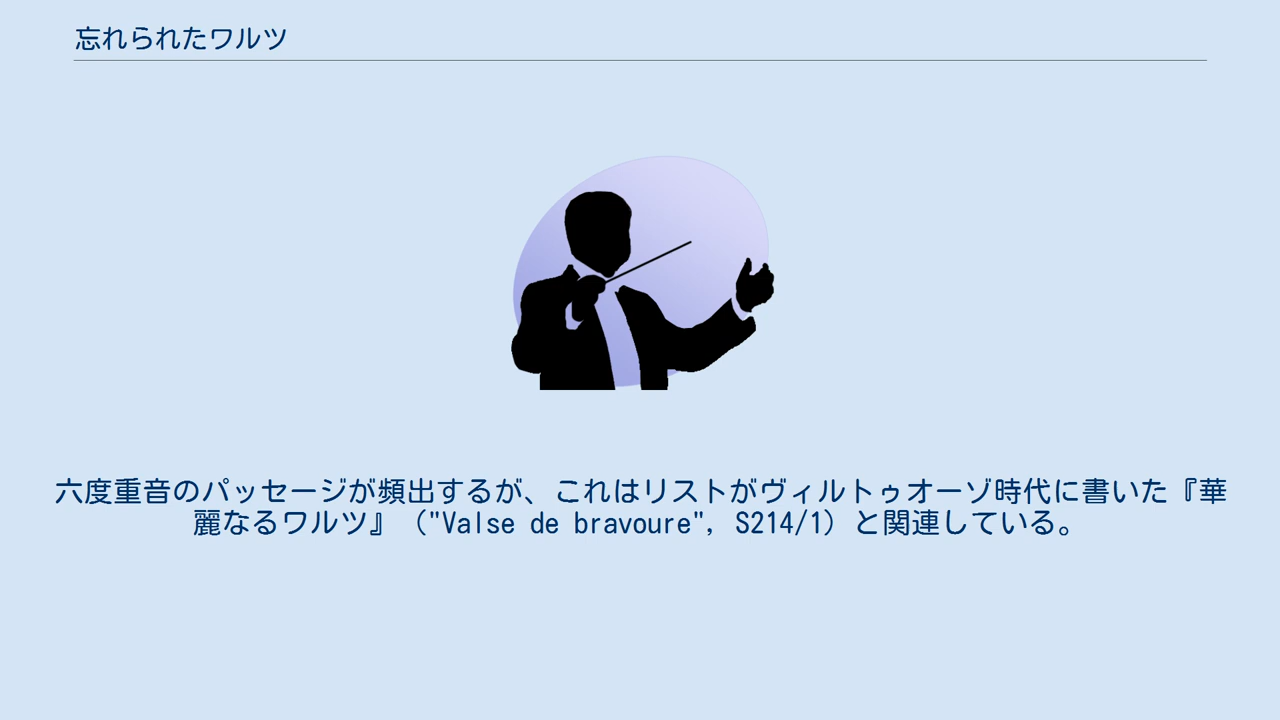 忘れられたワルツ
六度重音のパッセージが頻出するが、これはリストがヴィルトゥオーゾ時代に書いた『華
麗なるワルツ』（"Valse de bravoure", S214/1）と関連している。